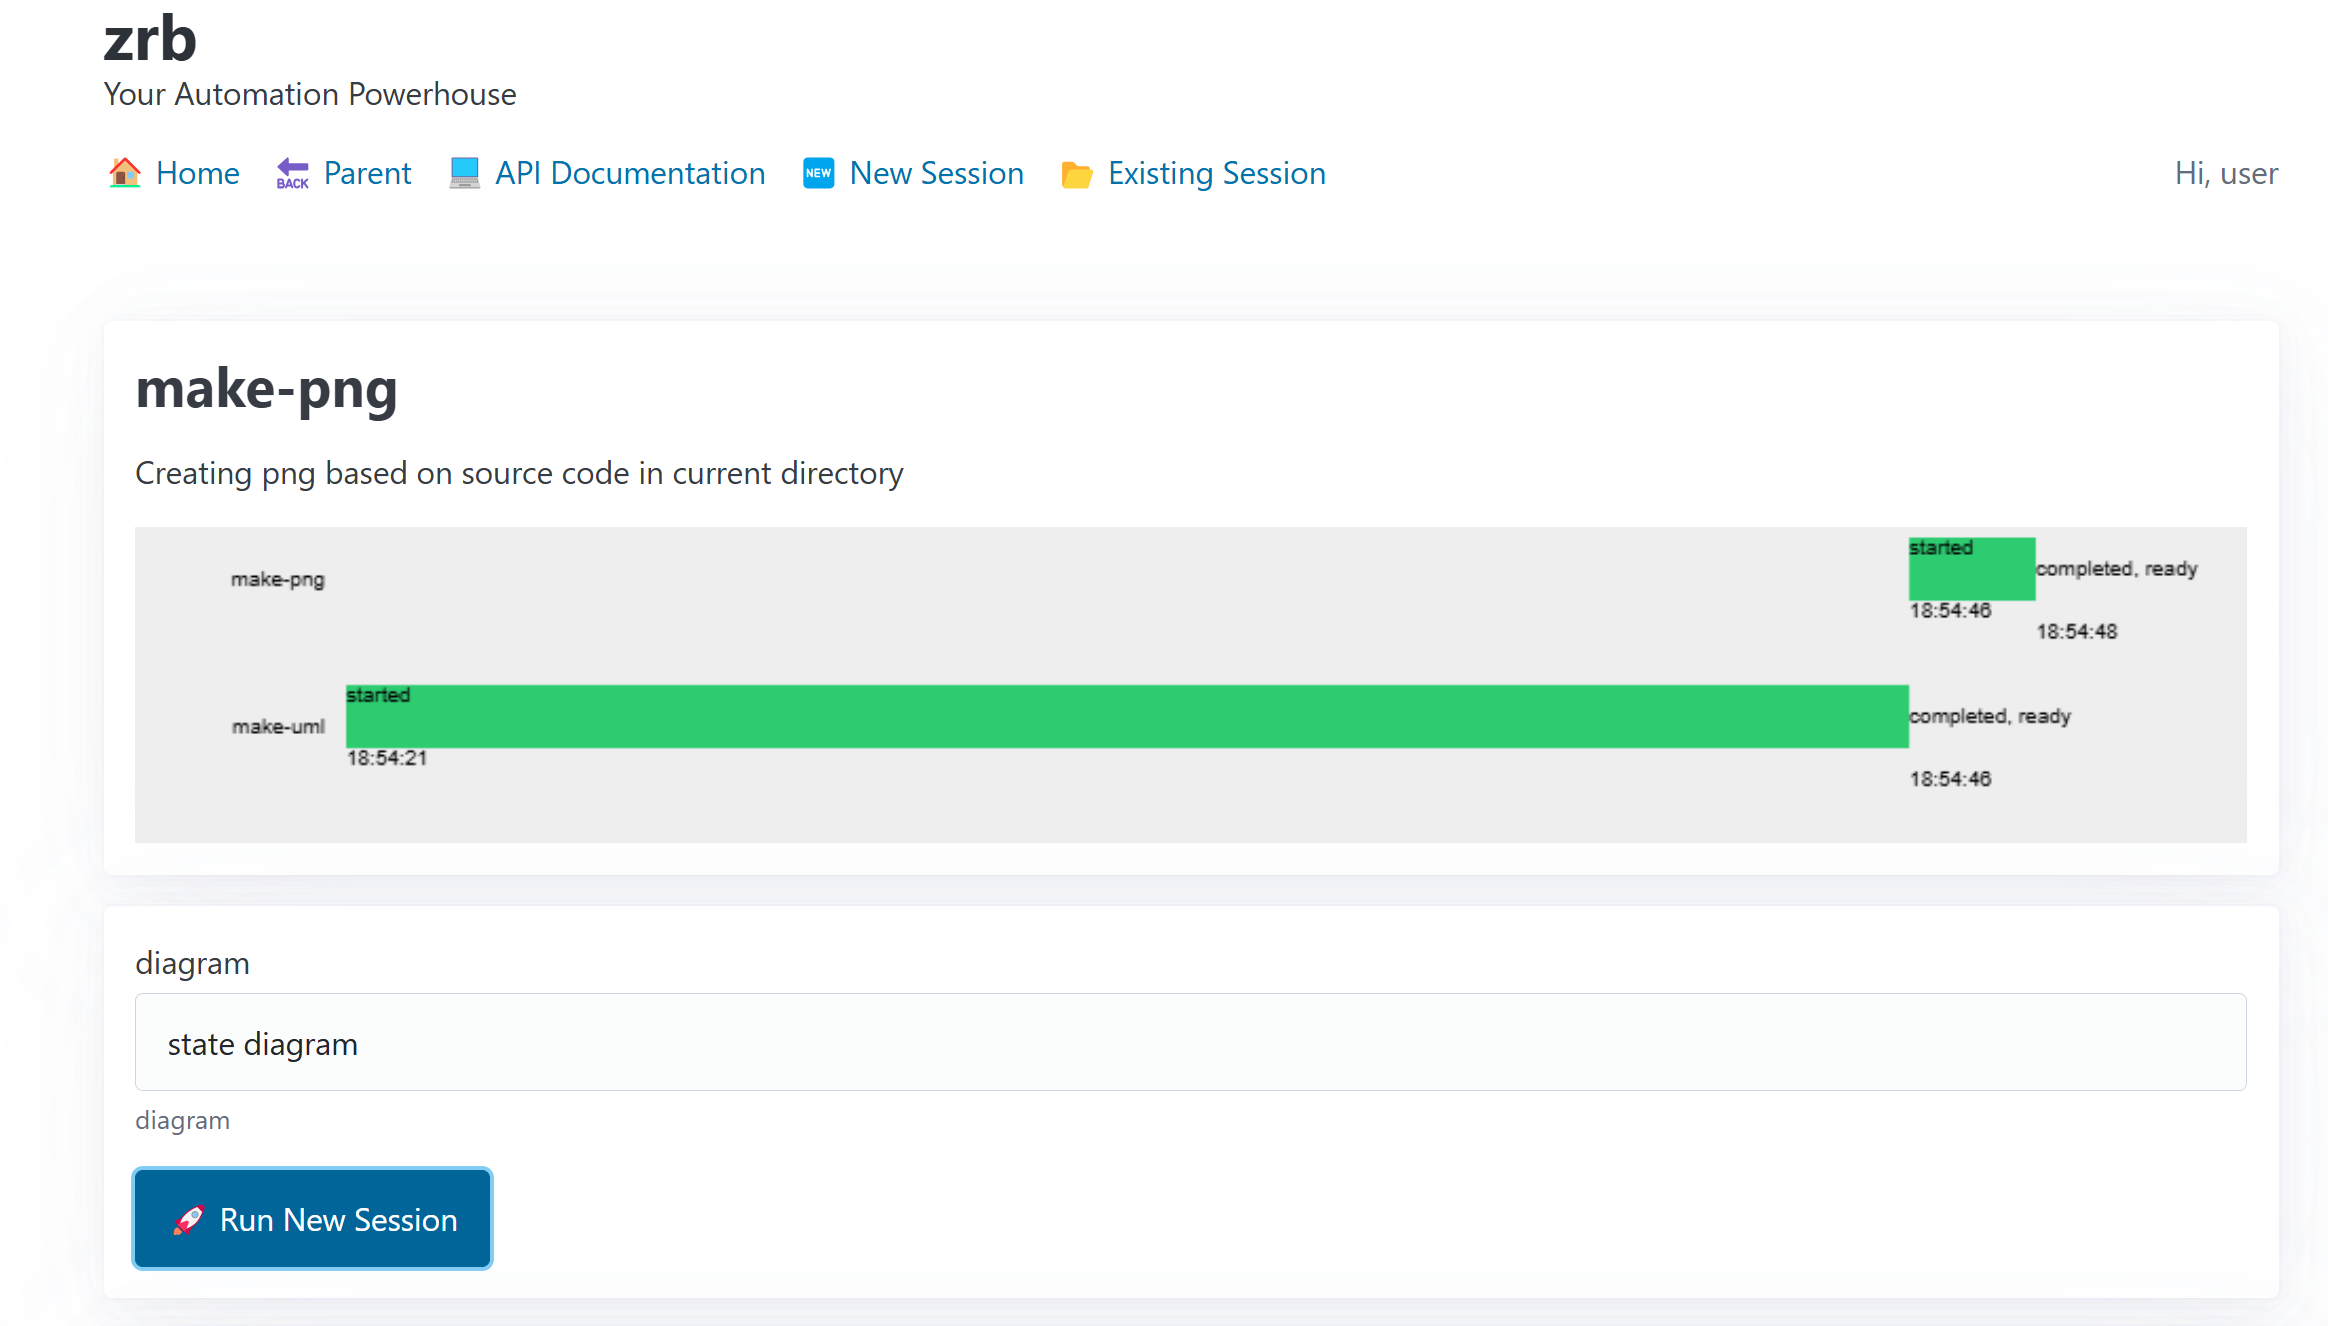 zrb
Your Automation Powerhouse
BACK
NEW
Home Parent API Documentation New Session Existing Session Hi, user
make-png
Creating png based on source code in current directory
started
make-png completed, ready
18:54:46
18:54:48
started
make-uml completed, ready
18:54:21
18:54:46
diagram
state diagram
diagram
Run New Session